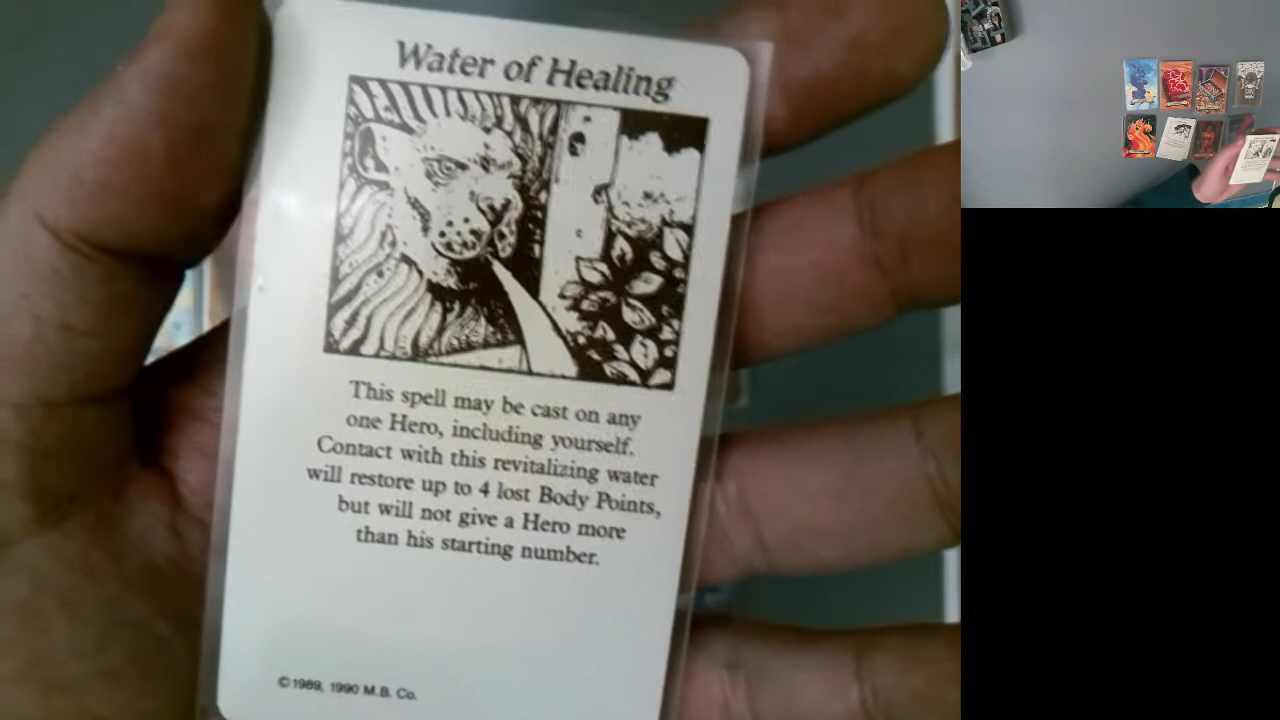 Water of Healing
This spell may be cast on any
one Hero, including yourself.
Contact with this revitalizing water
will restore up to 4 lost Body Points,
but will not give a Hero more
than his starting number.
©1989, 1990 M.B. Co.